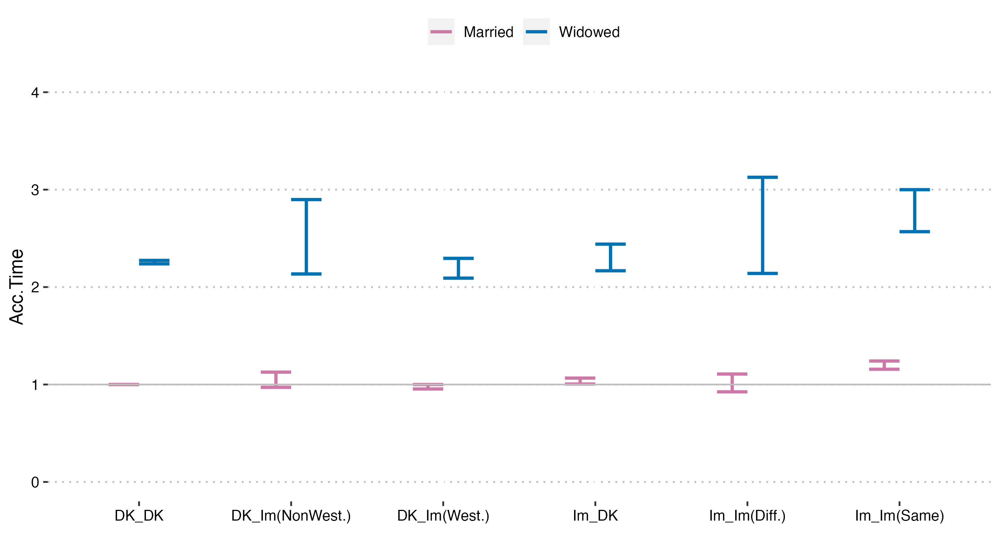 Married Widowed
Acc.Time
4
3
2
1
0
DK_DK DK_Im(NonWest.) DK_Im(West.) Im_DK Im_Im(Diff.) Im_Im(Same)